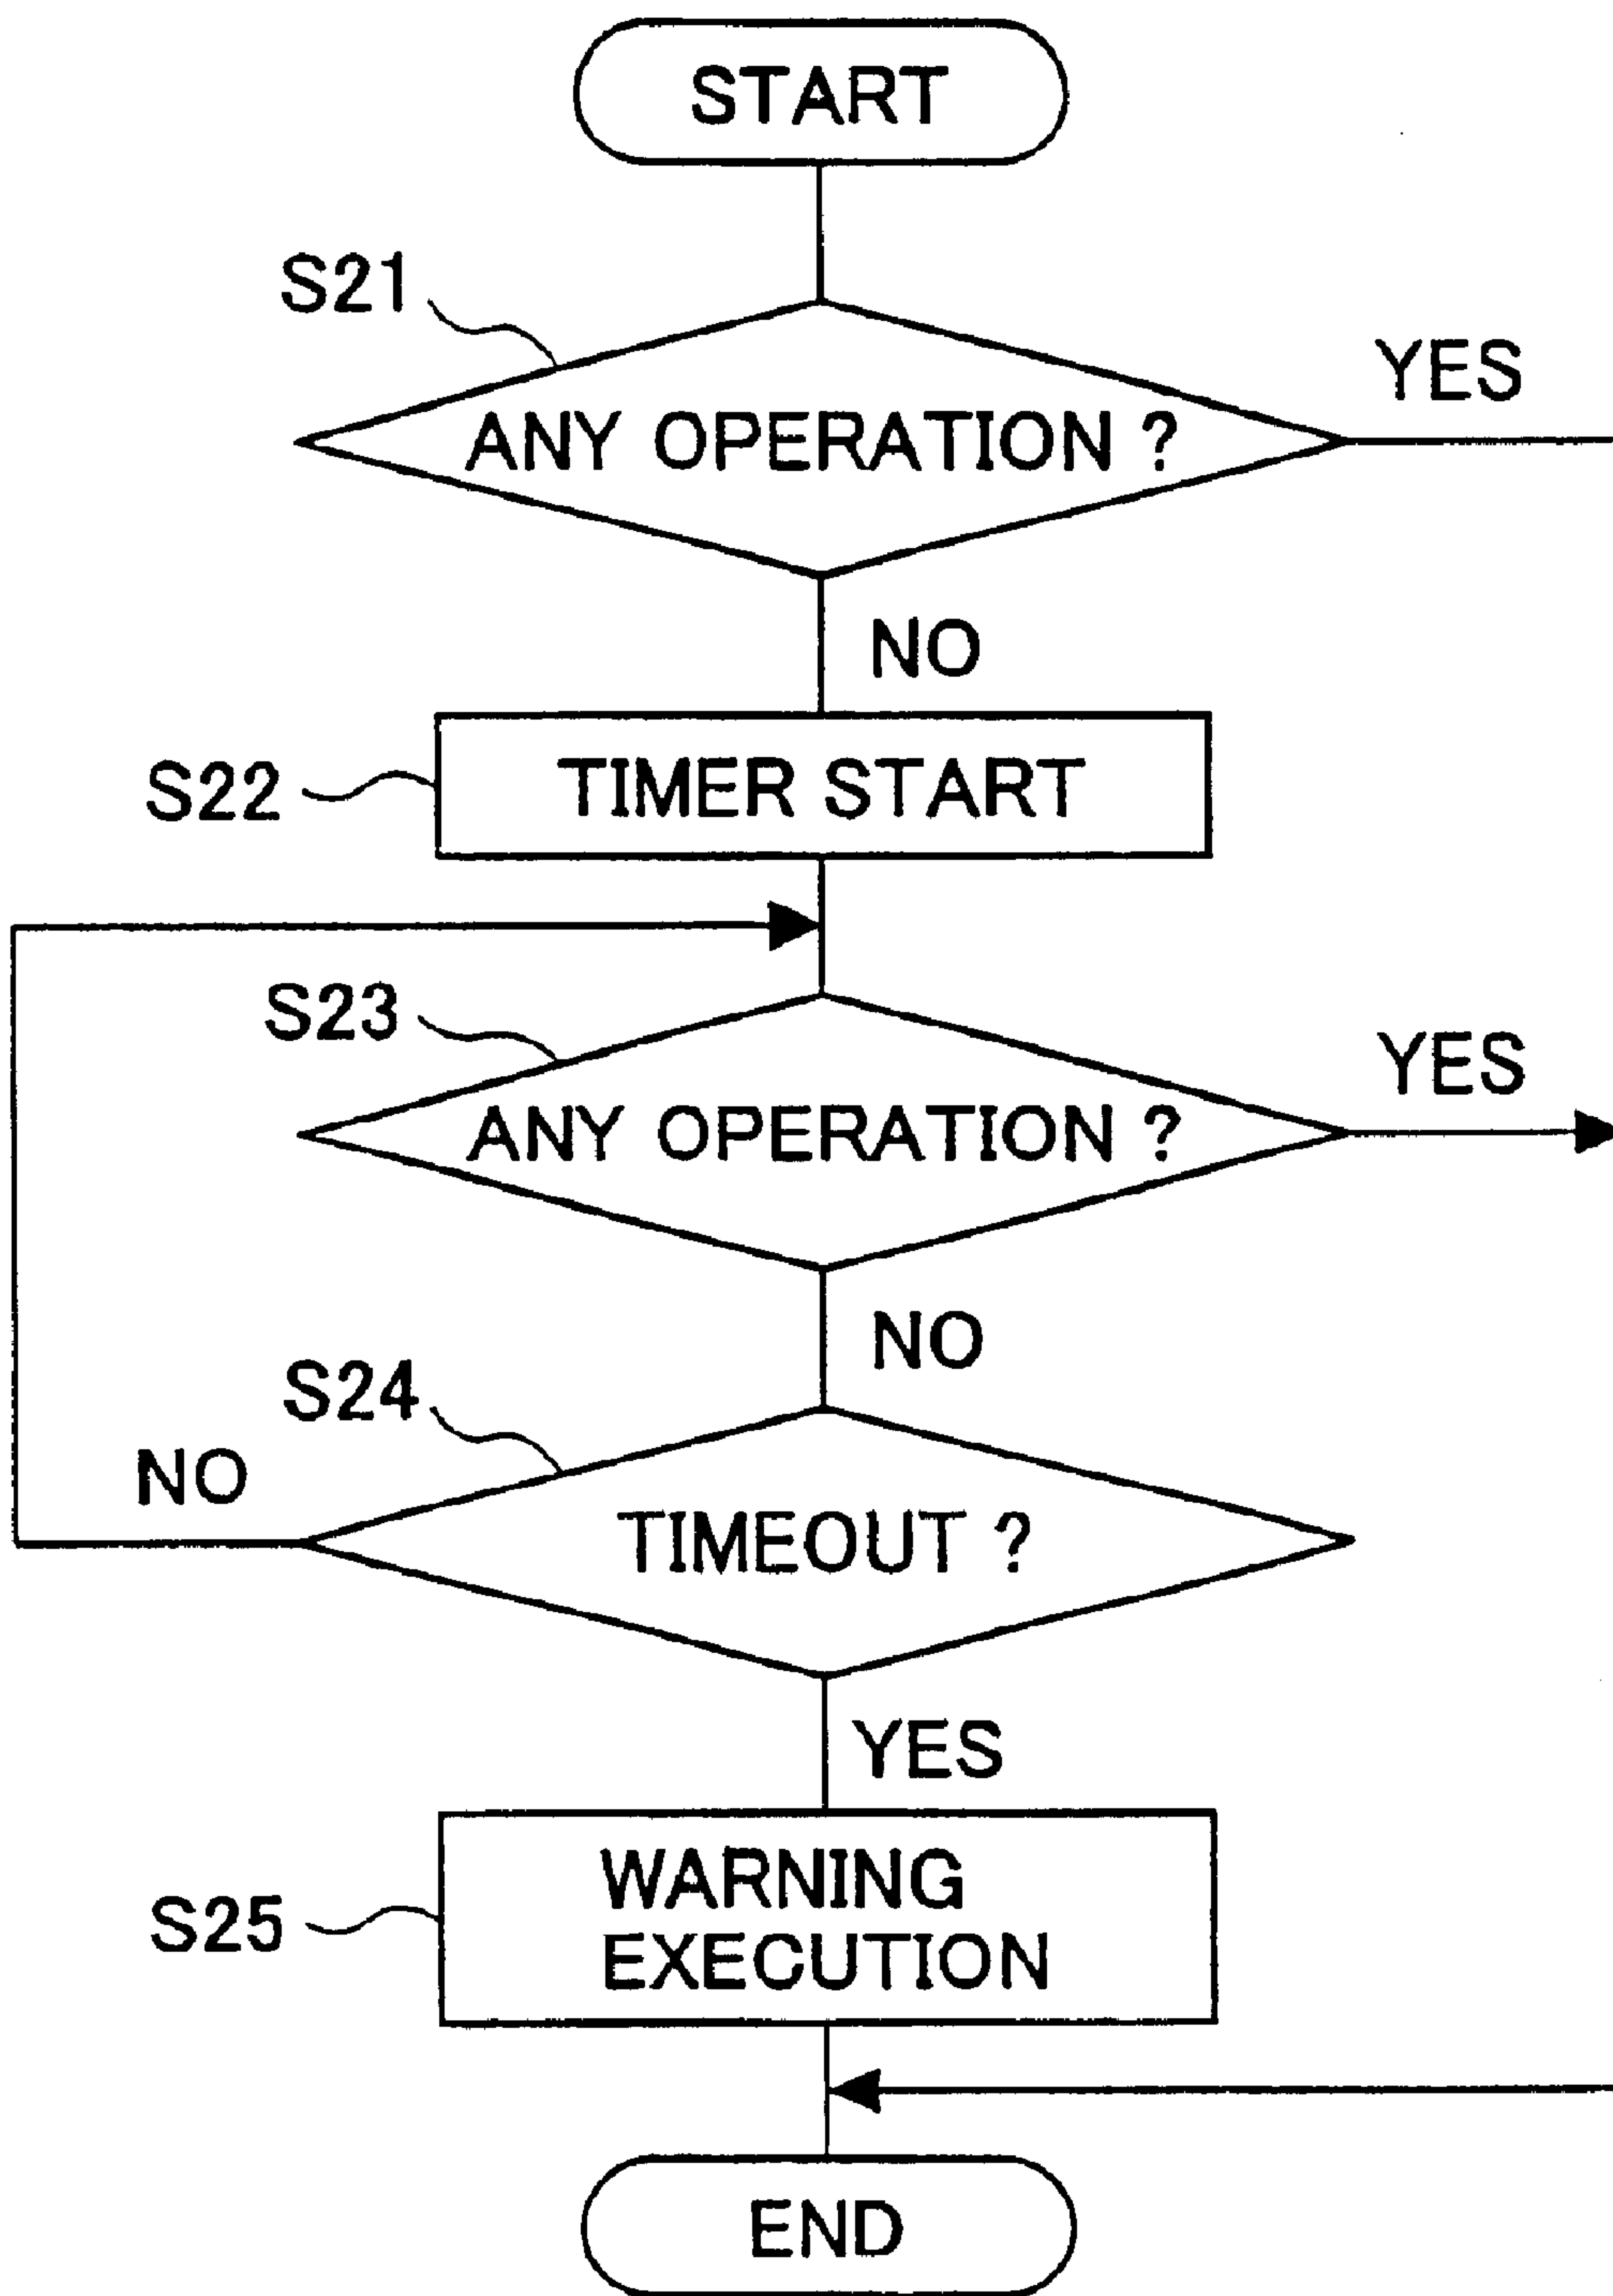 START
S21
YES
ANY OPERATION ?
NO
S22
TIMER START
S23
YES
ANY OPERATION ?
NO
S24
NO
TIMEOUT ?
YES
WARNING
EXECUTION
S25
END